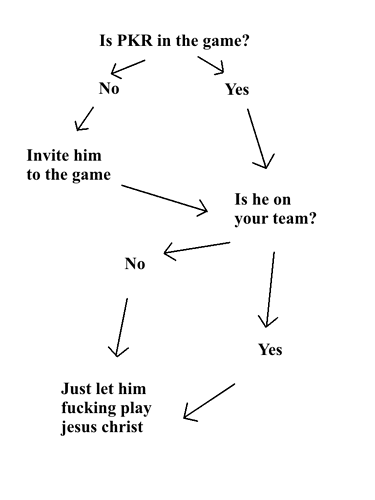 Is PKR in the game?
No
Yes
Invite him
to the game
Is he on
your team?
No
Yes
Just let him
fucking play
jesus christ